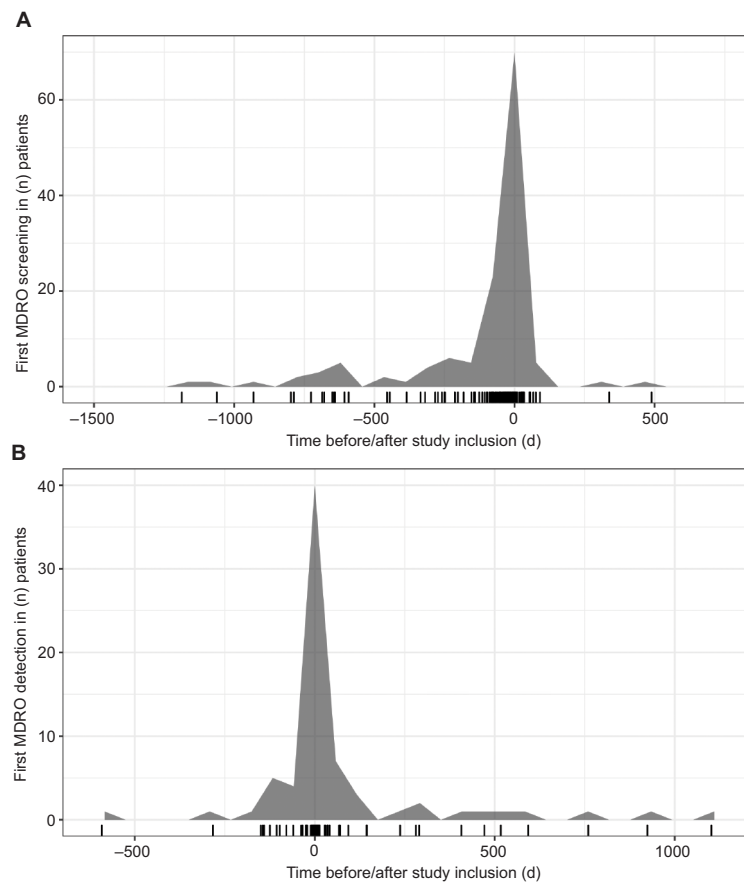 A
First MDRO screening in (n) patients
60
40
20
0
–1500 –1000 –500 0 500
Time before/after study inclusion (d)
B
First MDRO detection in (n) patients
40
30
20
10
0
–500 0 500 1000
Time before/after study inclusion (d)